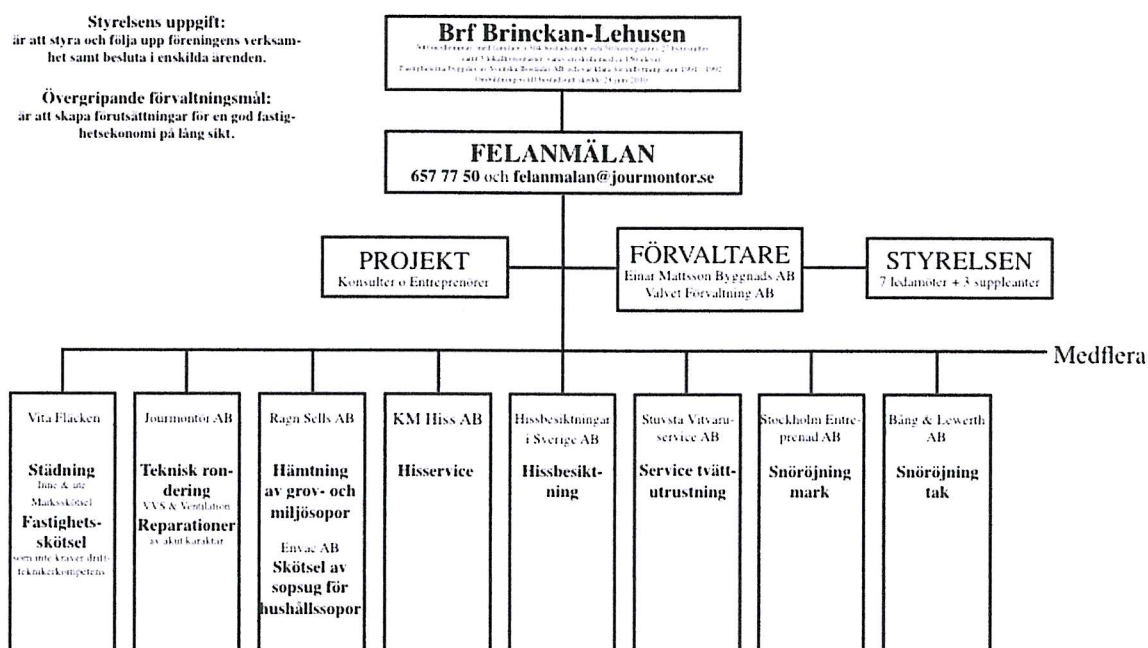 Styrelsens uppgift:
är att styra och följa upp föreningens verksam-
het samt besluta i enskilda ärenden.
Övergripande förvaltningsmål:
är att skapa förutsättningar för en god fastig-
hetsekonomi på lång sikt.
Brf Brinckan-Lehusen
FELANMÄLAN
657 77 50 och felanmalan@jourmontor.se
PROJEKT
Konsulter o Entreprenörer
FÖRVALTARE
Einar Mattsson Byggnads AB
Valvet Förvaltning AB
STYRELSEN
7 ledamöter + 3 suppleanter
Medflera
Vita Fläcken
Städning
Inne & ute
Markskötsel
Fastighets-
skötsel
som inte kräver drift-
teknikerkompetens
Jourmontör AB
Teknisk ron-
dering
VVS & Ventilation
Reparationer
av akut karaktär
Ragn Sells AB
Hämtning
av grov- och
miljösopor
Envac AB
Skötsel av
sopsug för
hushållssopor
KM Hiss AB
Hisservice
Hissbesiktningar
i Sverige AB
Hissbesikt-
ning
Stuvsta Vitvaru-
service AB
Service tvätt-
utrustning
Stockholm Entre-
prenad AB
Snöröjning
mark
Bång & Lewerth
AB
Snöröjning
tak